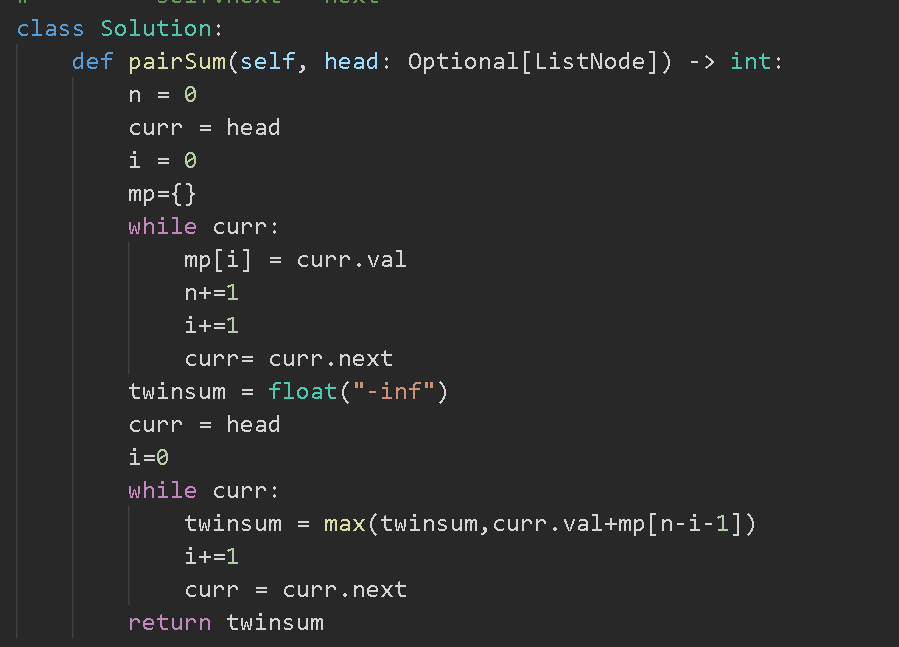 class Solution:
    def pairSum(self, head: Optional[ListNode]) -> int:
        n = 0
        curr = head
        i = 0
        mp={}
        while curr:
            mp[i] = curr.val
            n+=1
            i+=1
            curr= curr.next
        twinsum = float("-inf")
        curr = head
        i=0
        while curr:
            twinsum = max(twinsum,curr.val+mp[n-i-1])
            i+=1
            curr = curr.next
        return twinsum